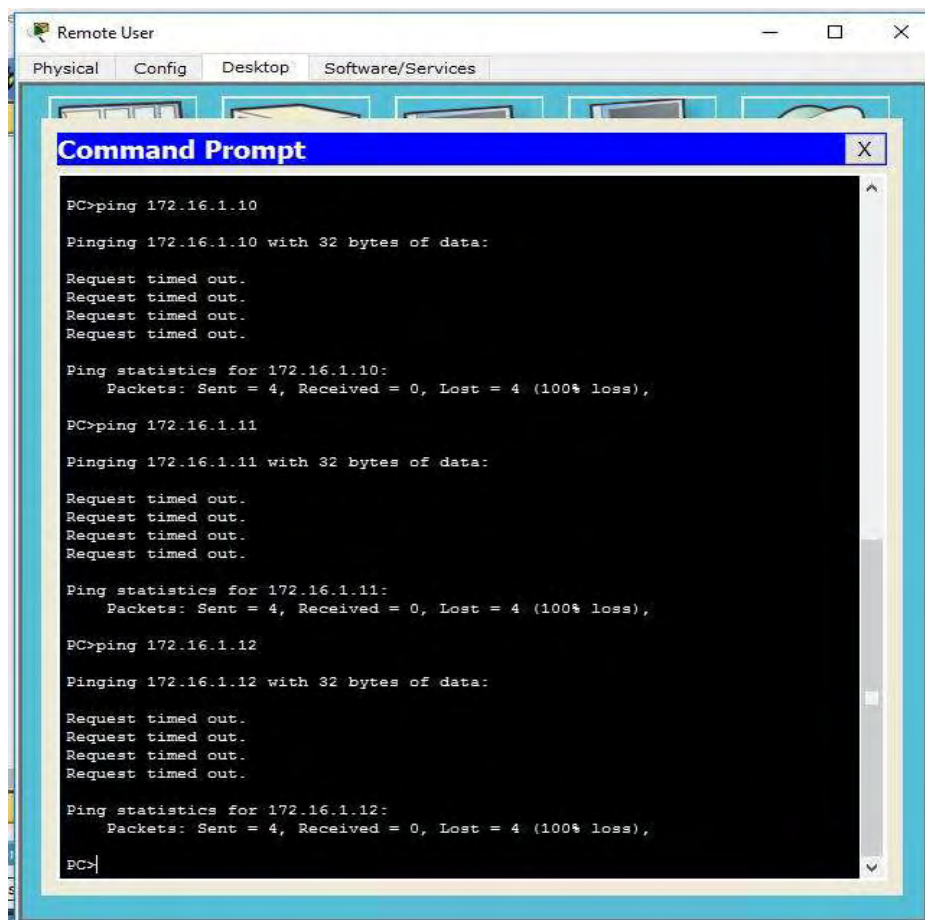 Remote User
Physical Config Desktop Software/Services
Command Prompt X
PC>ping 172.16.1.10
Pinging 172.16.1.10 with 32 bytes of data:
Request timed out.
Request timed out.
Request timed out.
Request timed out.
Ping statistics for 172.16.1.10:
Packets: Sent = 4, Received = 0, Lost = 4 (100% loss),
PC>ping 172.16.1.11
Pinging 172.16.1.11 with 32 bytes of data:
Request timed out.
Request timed out.
Request timed out.
Request timed out.
Ping statistics for 172.16.1.11:
Packets: Sent = 4, Received = 0, Lost = 4 (100% loss),
PC>ping 172.16.1.12
Pinging 172.16.1.12 with 32 bytes of data:
Request timed out.
Request timed out.
Request timed out.
Request timed out.
Ping statistics for 172.16.1.12:
Packets: Sent = 4, Received = 0, Lost = 4 (100% loss),
PC>